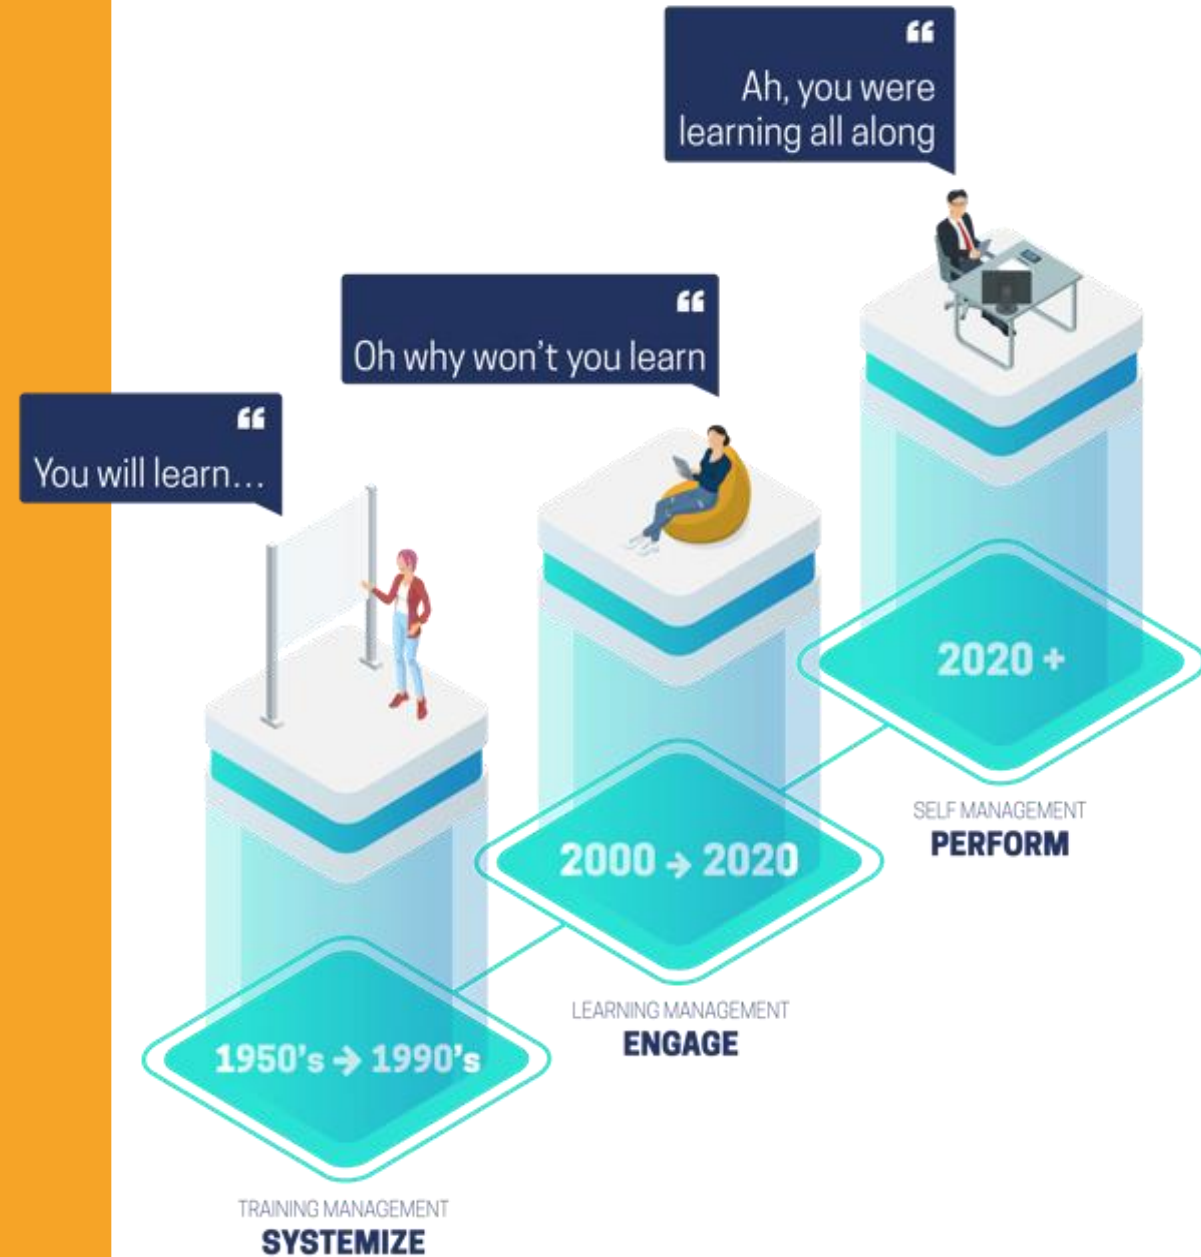 “
Ah, you were
learning all along
“
Oh why won’t you learn
“
You will learn...
2020 +
SELF MANAGEMENT
PERFORM
2000 → 2020
LEARNING MANAGEMENT
ENGAGE
1950’s → 1990’s
TRAINING MANAGEMENT
SYSTEMIZE